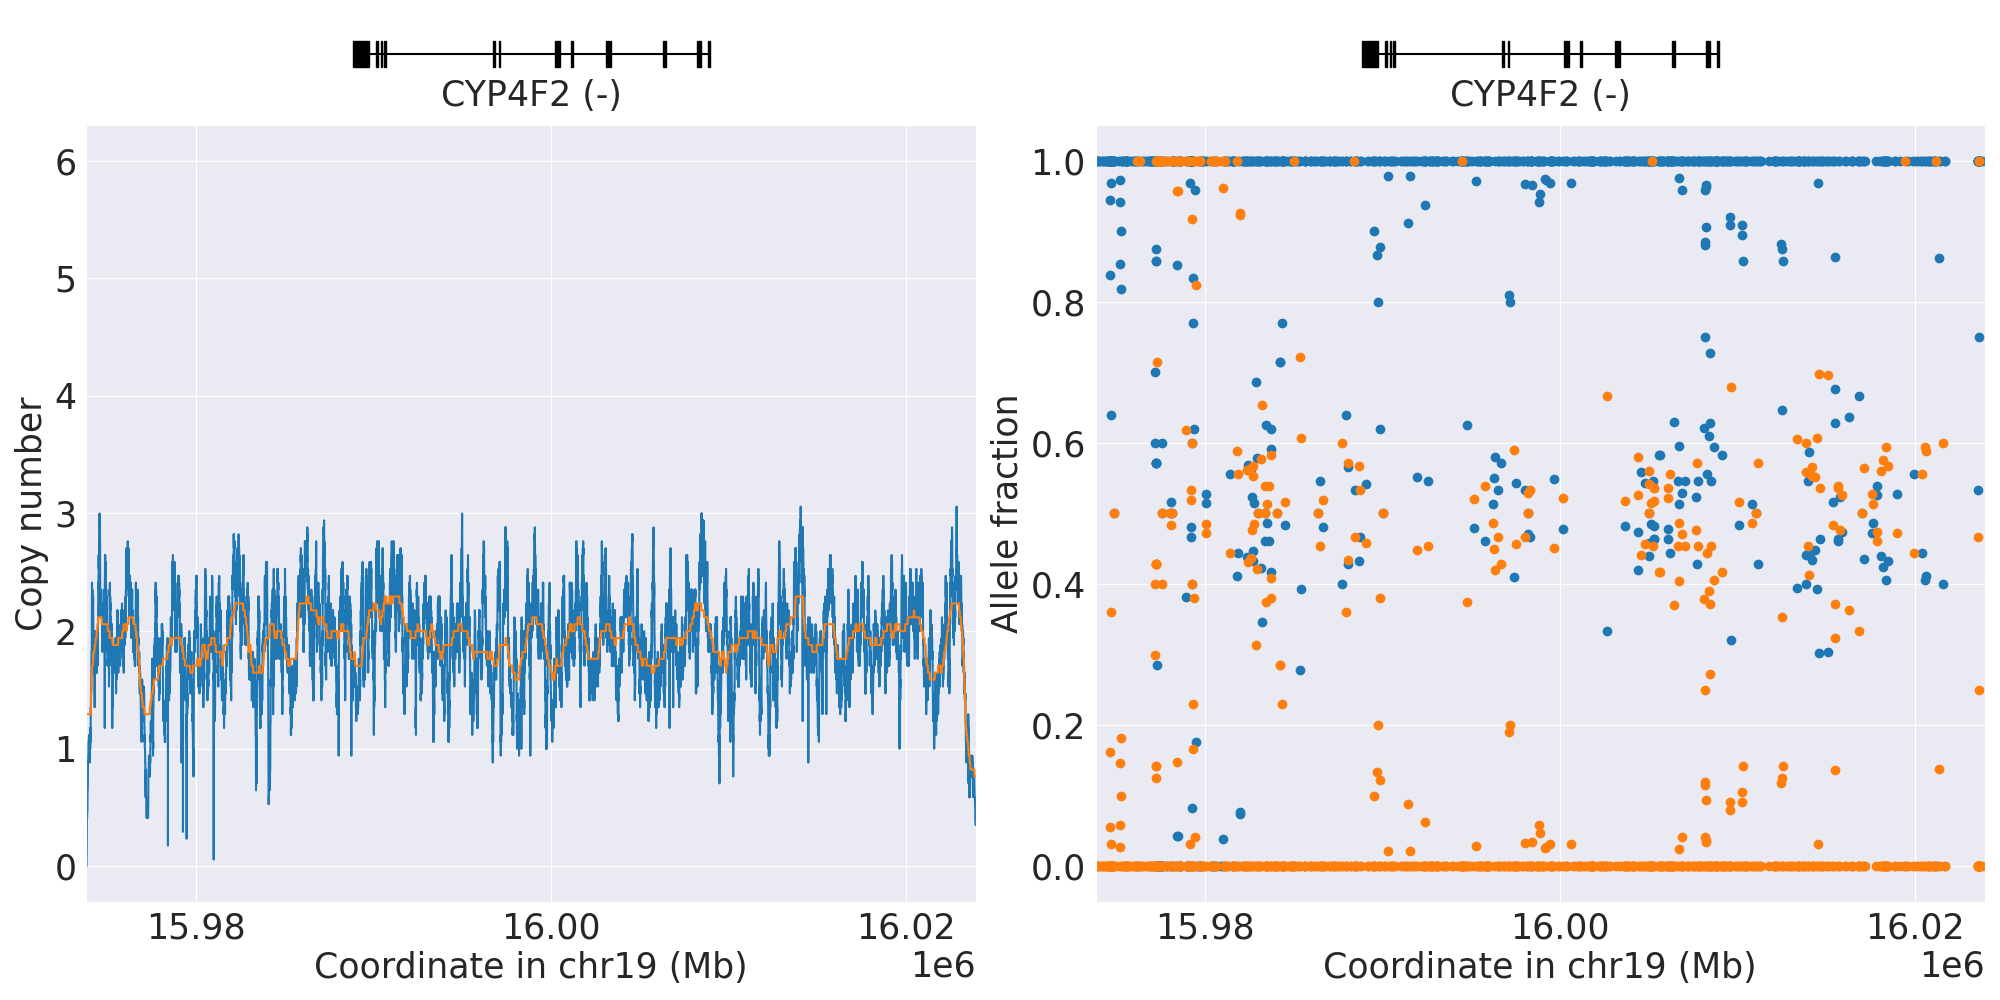 CYP4F2 (-)
Copy number
6
5
4
3
2
1
0
15.98
16.00
16.02
Coordinate in chr19 (Mb)
1e6
CYP4F2 (-)
Allele fraction
1.0
0.8
0.6
0.4
0.2
0.0
15.98
16.00
16.02
Coordinate in chr19 (Mb)
1e6